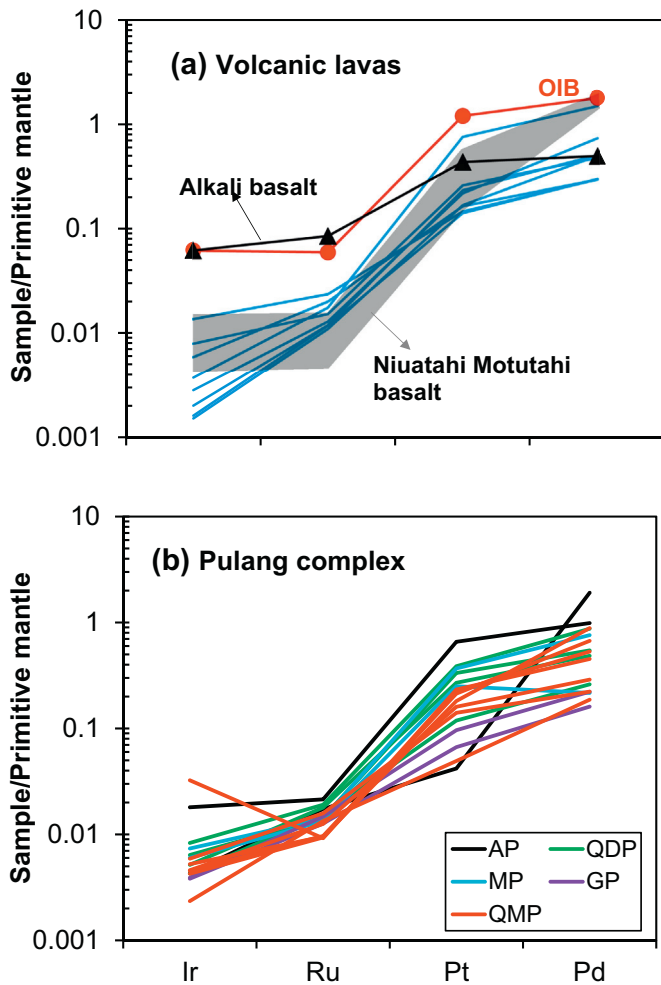 10
(a) Volcanic lavas
OIB
1
Alkali basalt
0.1
Sample/Primitive mantle
0.01
Niuatahi Motutahi
basalt
0.001
10
(b) Pulang complex
1
Sample/Primitive mantle
0.1
0.01
AP QDP
MP GP
QMP
0.001
Ir Ru Pt Pd